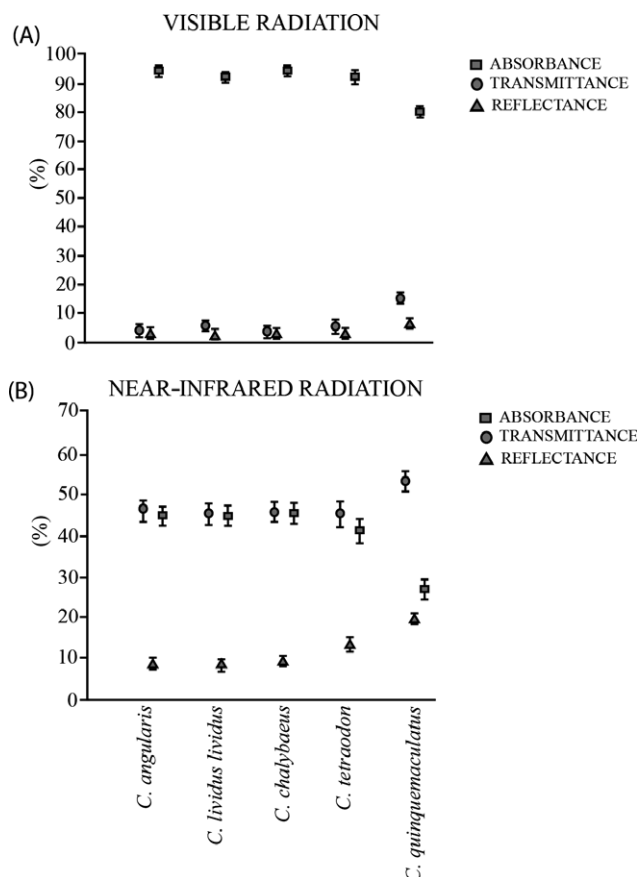 (A)
VISIBLE RADIATION
100
90
80
70
60
50
40
30
20
10
0
(%)
ABSORBANCE
TRANSMITTANCE
REFLECTANCE
(B)
NEAR-INFRARED RADIATION
70
60
50
40
30
20
10
0
(%)
ABSORBANCE
TRANSMITTANCE
REFLECTANCE
C. angularis
C. lividus lividus
C. chalybaeus
C. tetraodon
C. quinquemaculatus